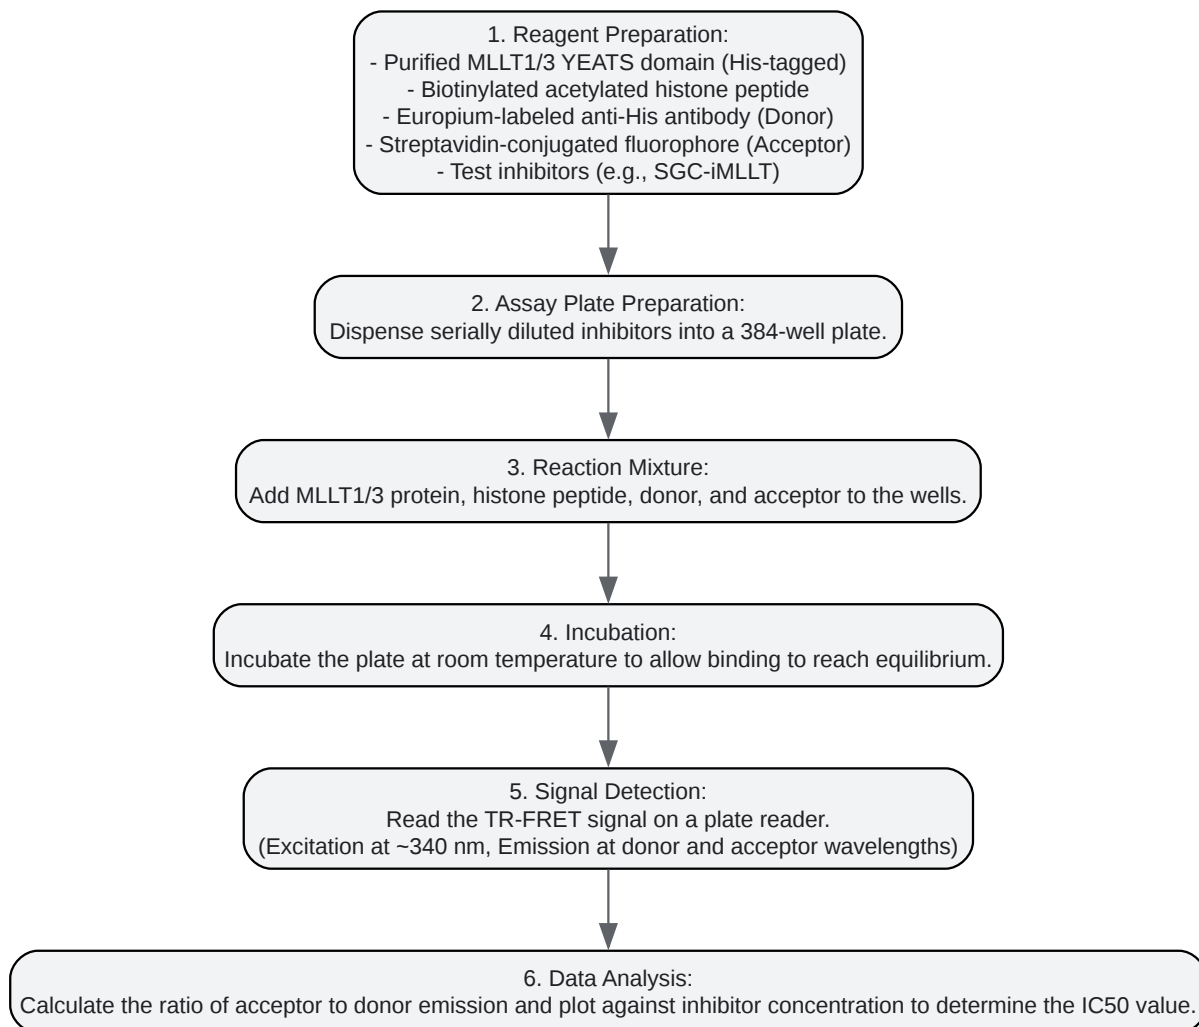 1. Reagent Preparation:
- Purified MLLT1/3 YEATS domain (His-tagged)
- Biotinylated acetylated histone peptide
- Europium-labeled anti-His antibody (Donor)
- Streptavidin-conjugated fluorophore (Acceptor)
- Test inhibitors (e.g., SGC-iMLLT)
2. Assay Plate Preparation:
Dispense serially diluted inhibitors into a 384-well plate.
3. Reaction Mixture:
Add MLLT1/3 protein, histone peptide, donor, and acceptor to the wells.
4. Incubation:
Incubate the plate at room temperature to allow binding to reach equilibrium.
5. Signal Detection:
Read the TR-FRET signal on a plate reader.
(Excitation at ~340 nm, Emission at donor and acceptor wavelengths)
6. Data Analysis:
Calculate the ratio of acceptor to donor emission and plot against inhibitor concentration to determine the IC50 value.